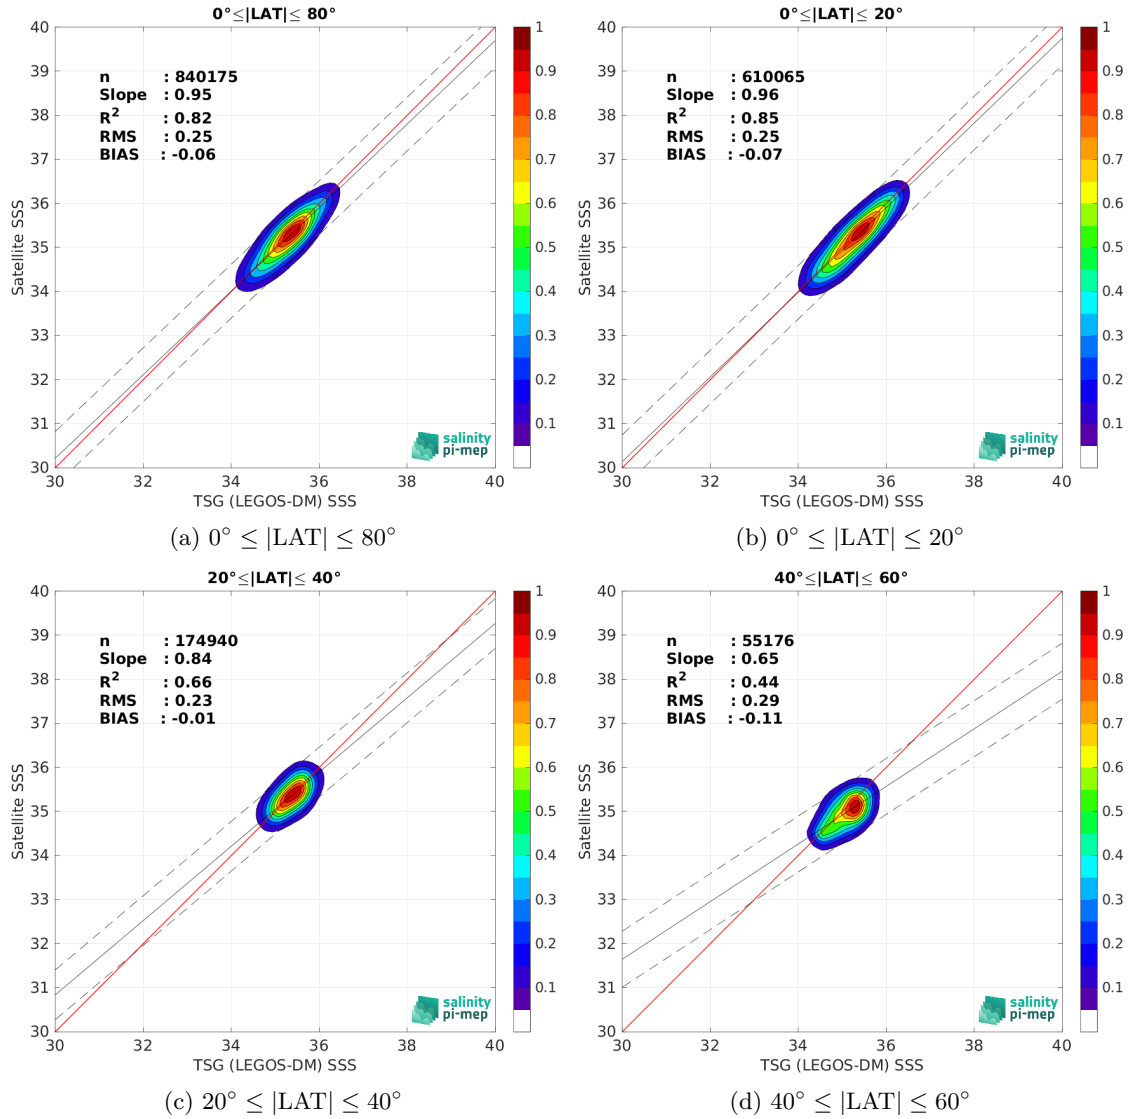 0°≤|LAT|≤ 80°
n : 840175
Slope : 0.95
R² : 0.82
RMS : 0.25
BIAS : -0.06
40
39
38
37
36
35
34
33
32
31
30
30 32 34 36 38 40
Satellite SSS
TSG (LEGOS-DM) SSS
1
0.9
0.8
0.7
0.6
0.5
0.4
0.3
0.2
0.1
salinity
pi-mep
(a) 0° ≤ |LAT| ≤ 80°
0°≤|LAT|≤ 20°
n : 610065
Slope : 0.96
R² : 0.85
RMS : 0.25
BIAS : -0.07
40
39
38
37
36
35
34
33
32
31
30
30 32 34 36 38 40
Satellite SSS
TSG (LEGOS-DM) SSS
1
0.9
0.8
0.7
0.6
0.5
0.4
0.3
0.2
0.1
salinity
pi-mep
(b) 0° ≤ |LAT| ≤ 20°
20°≤|LAT|≤ 40°
n : 174940
Slope : 0.84
R² : 0.66
RMS : 0.23
BIAS : -0.01
40
39
38
37
36
35
34
33
32
31
30
30 32 34 36 38 40
Satellite SSS
TSG (LEGOS-DM) SSS
1
0.9
0.8
0.7
0.6
0.5
0.4
0.3
0.2
0.1
salinity
pi-mep
(c) 20° ≤ |LAT| ≤ 40°
40°≤|LAT|≤ 60°
n : 55176
Slope : 0.65
R² : 0.44
RMS : 0.29
BIAS : -0.11
40
39
38
37
36
35
34
33
32
31
30
30 32 34 36 38 40
Satellite SSS
TSG (LEGOS-DM) SSS
1
0.9
0.8
0.7
0.6
0.5
0.4
0.3
0.2
0.1
salinity
pi-mep
(d) 40° ≤ |LAT| ≤ 60°